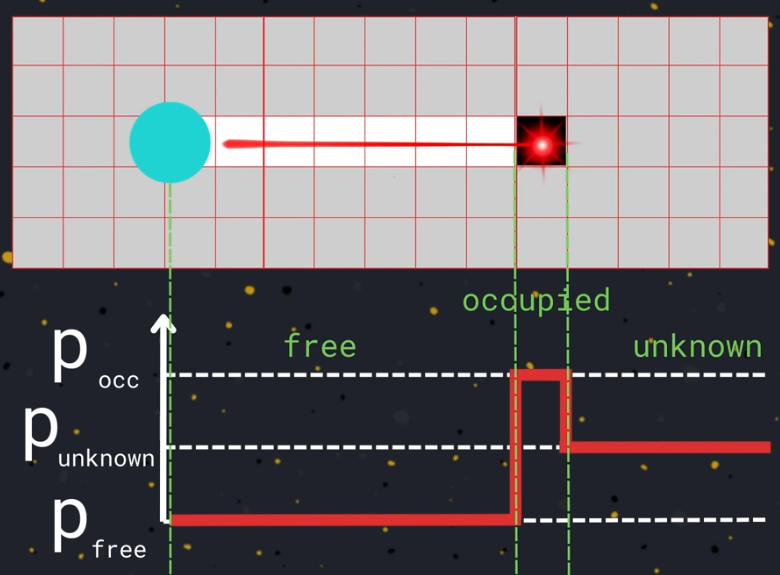 occupied
free
unknown
p occ
p unknown
p free